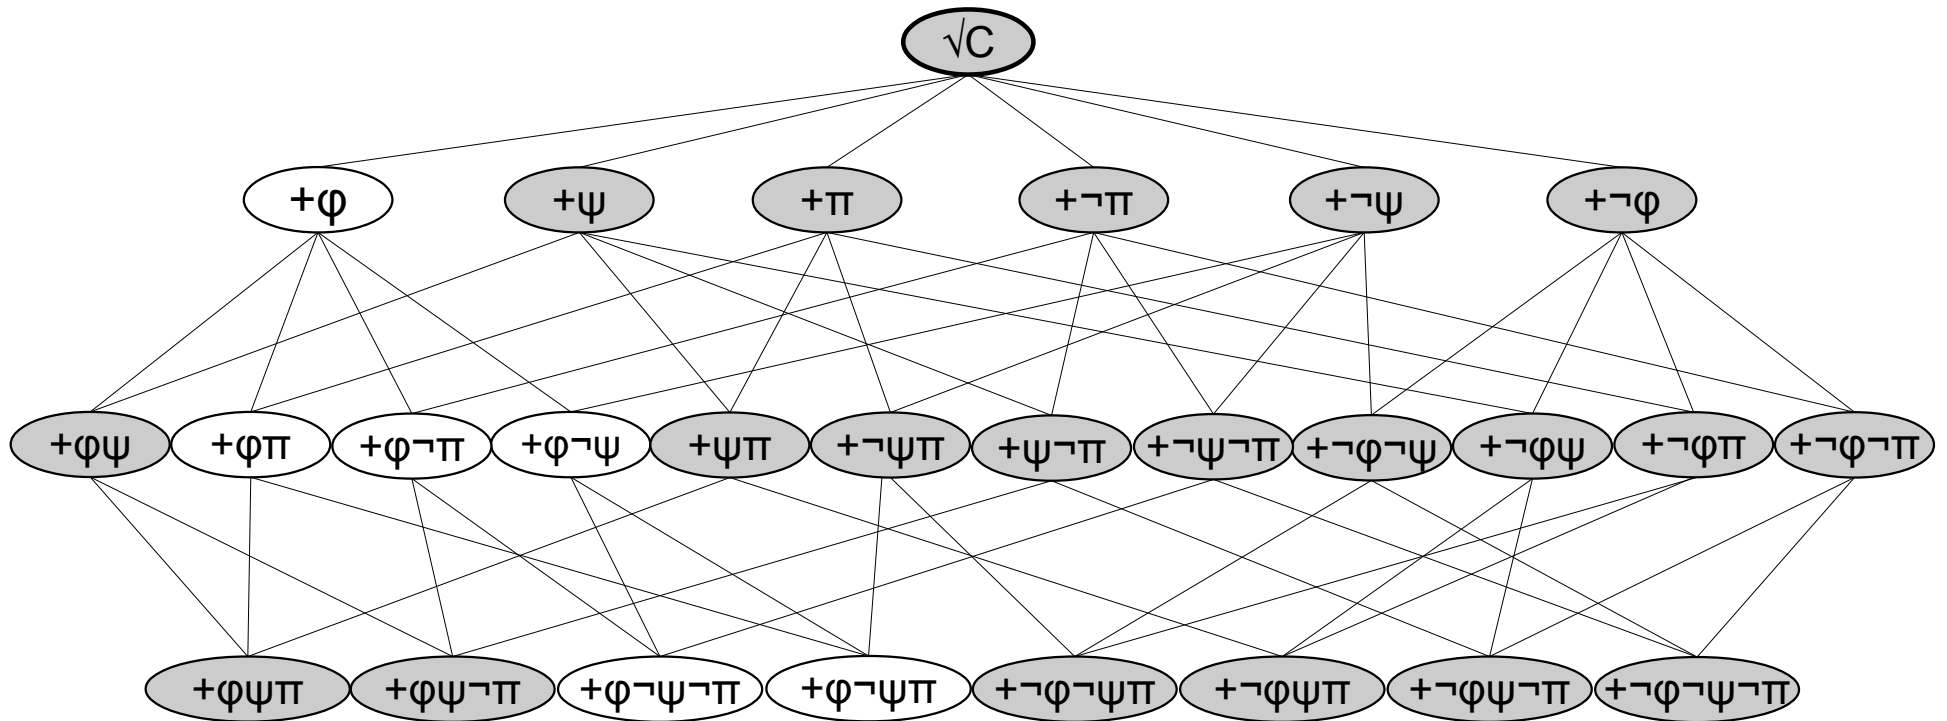 √C
+φ +ψ +π +¬π +¬ψ +¬φ
+φψ +φπ +φ¬π +φ¬ψ +ψπ +¬ψπ +ψ¬π +¬ψ¬π +¬φ¬ψ +¬φψ +¬φπ +¬φ¬π
+φψπ +φψ¬π +φ¬ψ¬π +φ¬ψπ +¬φ¬ψπ +¬φψπ +¬φψ¬π +¬φ¬ψ¬π